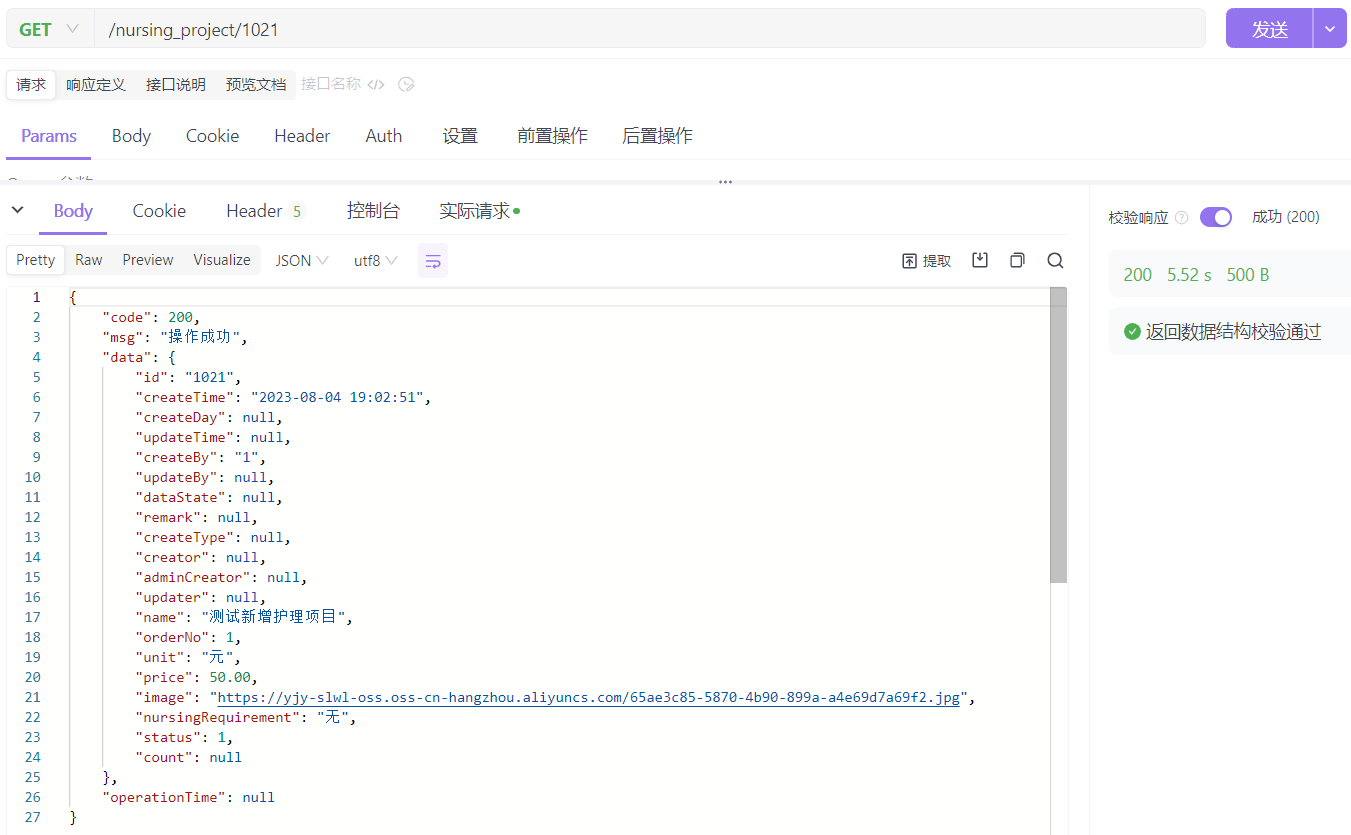 GET /nursing_project/1021 发送
请求 响应定义 接口说明 预览文档 接口名称
Params Body Cookie Header Auth 设置 前置操作 后置操作
Body Cookie Header 5 控制台 实际请求
校验响应 成功 (200)
Pretty Raw Preview Visualize JSON utf8 提取
200 5.52 s 500 B
返回数据结构校验通过
1 {
2 "code": 200,
3 "msg": "操作成功",
4 "data": {
5 "id": "1021",
6 "createTime": "2023-08-04 19:02:51",
7 "createDay": null,
8 "updateTime": null,
9 "createBy": "1",
10 "updateBy": null,
11 "dataState": null,
12 "remark": null,
13 "createType": null,
14 "creator": null,
15 "adminCreator": null,
16 "updater": null,
17 "name": "测试新增护理项目",
18 "orderNo": 1,
19 "unit": "元",
20 "price": 50.00,
21 "image": "https://yjy-slwl-oss.oss-cn-hangzhou.aliyuncs.com/65ae3c85-5870-4b90-899a-a4e69d7a69f2.jpg",
22 "nursingRequirement": "无",
23 "status": 1,
24 "count": null
25 },
26 "operationTime": null
27 }